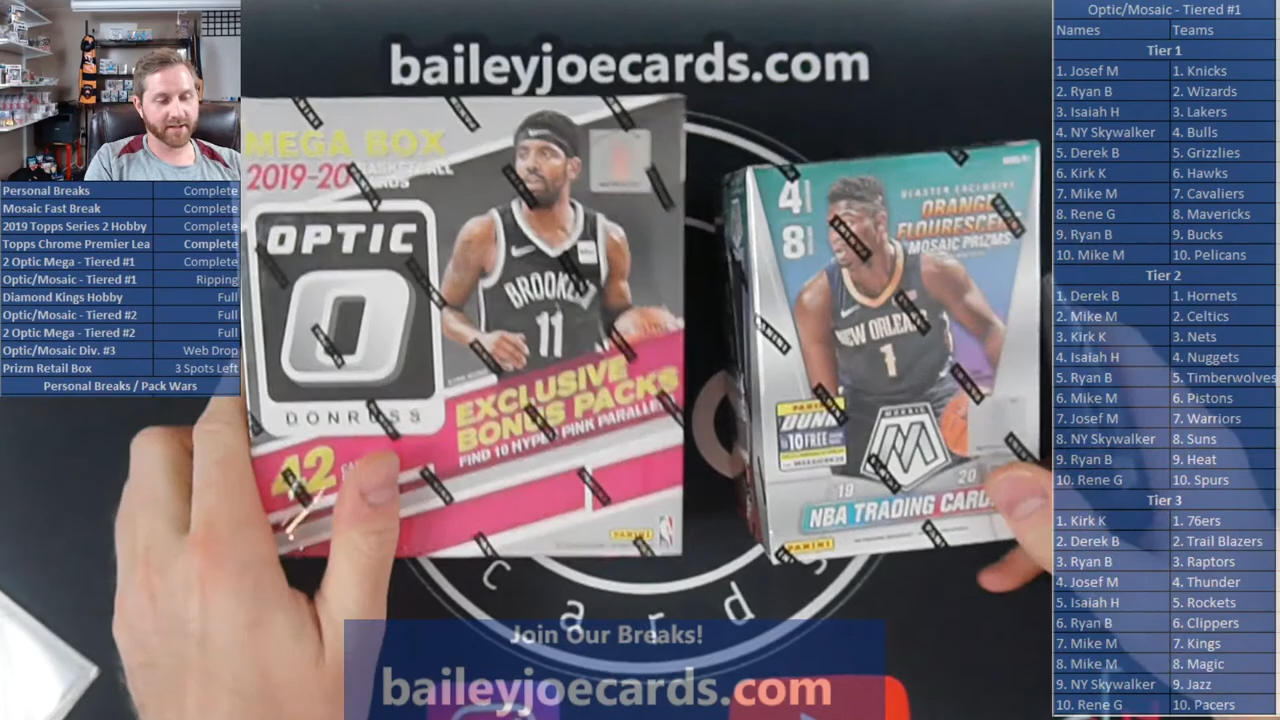 baileyjoecards.com
Personal Breaks Complete
Mosaic Fast Break Complete
2019 Topps Series 2 Hobby Complete
Topps Chrome Premier Lea Complete
2 Optic Mega - Tiered #1 Complete
Optic/Mosaic - Tiered #1 Ripping
Diamond Kings Hobby Full
Optic/Mosaic - Tiered #2 Full
2 Optic Mega - Tiered #2 Full
Optic/Mosaic Div. #3 Web Drop
Prizm Retail Box 3 Spots Left
Personal Breaks / Pack Wars
MEGA BOX
2019-20 BASKETBALL
CARDS
OPTIC
O
DONRUSS
BROOKLYN
11
EXCLUSIVE
BONUS PACKS
FIND 10 HYPER PINK PARALLELS
42
PANINI
4
8
BLASTER EXCLUSIVE
ORANGE
FLOURESCENT
MOSAIC PRIZMS
NEW ORLEANS
1
PANINI
DUNK
10 FREE
MOSAIC
M
19 20
NBA TRADING CARDS
PANINI
c a r d s
Join Our Breaks!
baileyjoecards.com
Optic/Mosaic - Tiered #1
Names Teams
Tier 1
1. Josef M 1. Knicks
2. Ryan B 2. Wizards
3. Isaiah H 3. Lakers
4. NY Skywalker 4. Bulls
5. Derek B 5. Grizzlies
6. Kirk K 6. Hawks
7. Mike M 7. Cavaliers
8. Rene G 8. Mavericks
9. Ryan B 9. Bucks
10. Mike M 10. Pelicans
Tier 2
1. Derek B 1. Hornets
2. Mike M 2. Celtics
3. Kirk K 3. Nets
4. Isaiah H 4. Nuggets
5. Ryan B 5. Timberwolves
6. Mike M 6. Pistons
7. Josef M 7. Warriors
8. NY Skywalker 8. Suns
9. Ryan B 9. Heat
10. Rene G 10. Spurs
Tier 3
1. Kirk K 1. 76ers
2. Derek B 2. Trail Blazers
3. Ryan B 3. Raptors
4. Josef M 4. Thunder
5. Isaiah H 5. Rockets
6. Ryan B 6. Clippers
7. Mike M 7. Kings
8. Mike M 8. Magic
9. NY Skywalker 9. Jazz
10. Rene G 10. Pacers